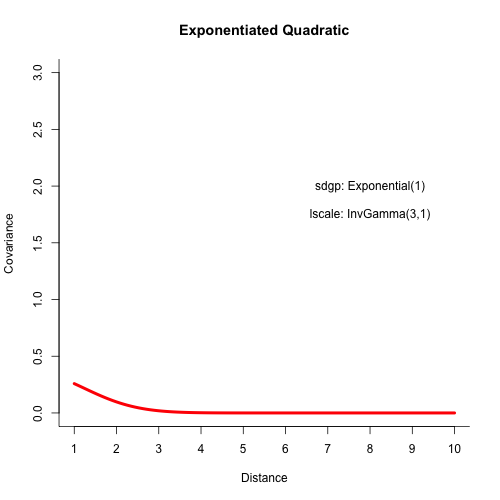 Exponentiated Quadratic
3.0
2.5
2.0
1.5
1.0
0.5
0.0
Covariance
sdgp: Exponential(1)
lscale: InvGamma(3,1)
1 2 3 4 5 6 7 8 9 10
Distance